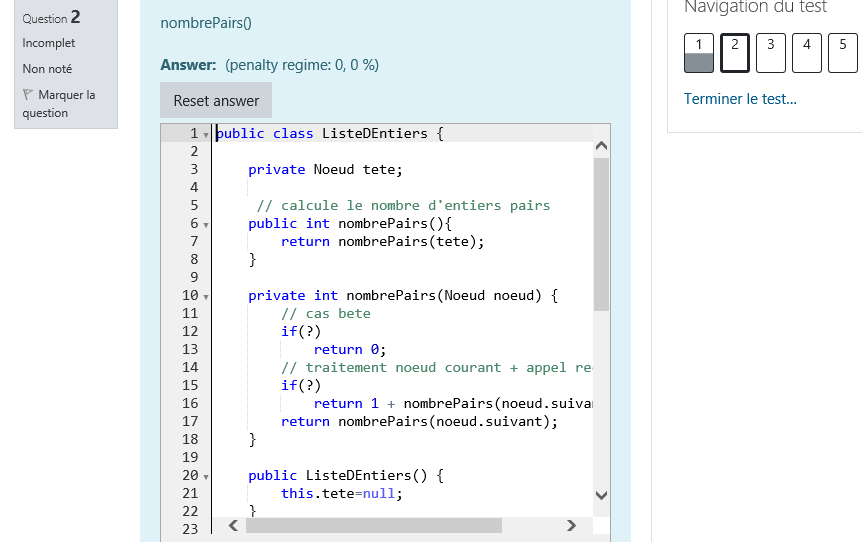 Question 2
Incomplet
Non noté
Marquer la
question
nombrePairs()
Answer: (penalty regime: 0, 0 %)
Reset answer
1 public class ListeDEntiers {
2
3 private Noeud tete;
4
5 // calcule le nombre d'entiers pairs
6 public int nombrePairs(){
7 return nombrePairs(tete);
8 }
9
10 private int nombrePairs(Noeud noeud) {
11 // cas bete
12 if(?)
13 return 0;
14 // traitement noeud courant + appel re
15 if(?)
16 return 1 + nombrePairs(noeud.suiva
17 return nombrePairs(noeud.suivant);
18 }
19
20 public ListeDEntiers() {
21 this.tete=null;
22 }
23
Navigation du test
1 2 3 4 5
Terminer le test...